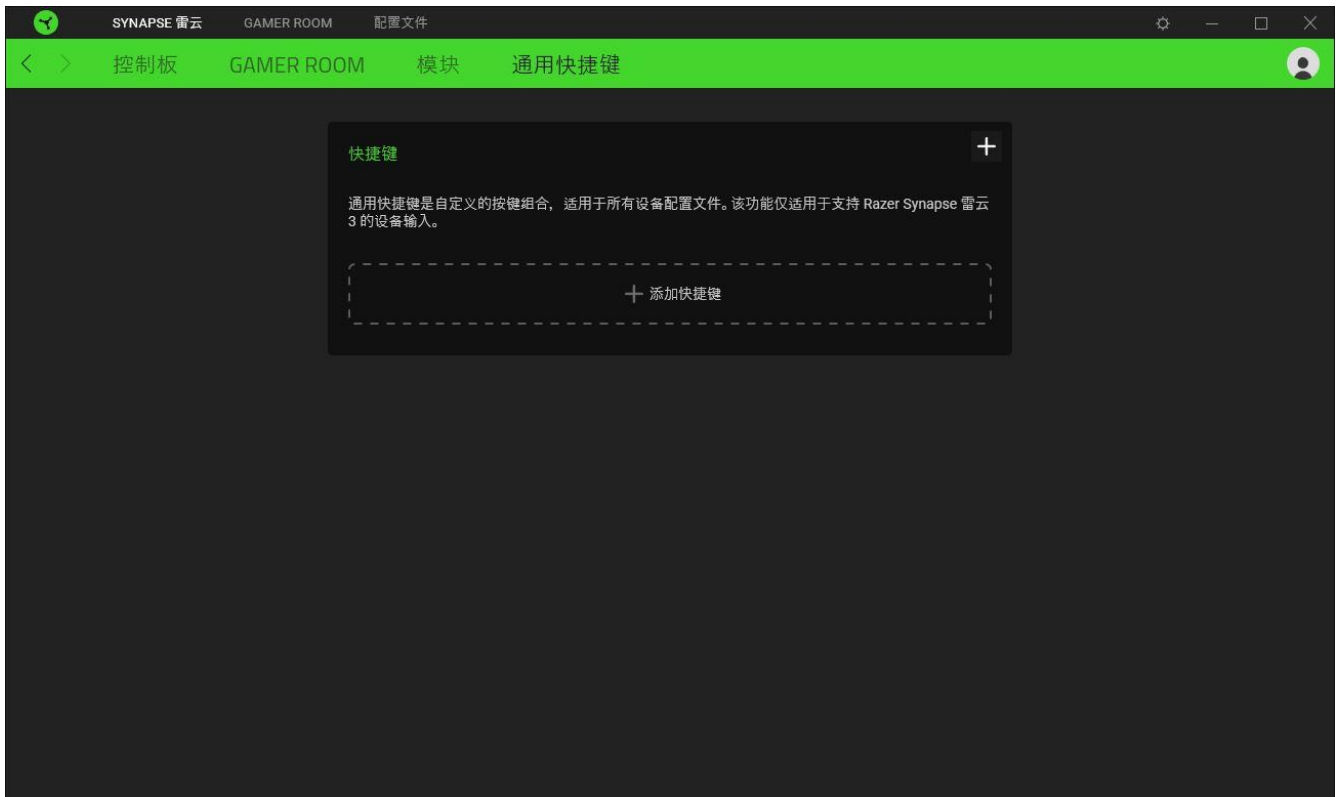 SYNAPSE 雷云 GAMER ROOM 配置文件
控制板 GAMER ROOM 模块 通用快捷键
快捷键
通用快捷键是自定义的按键组合，适用于所有设备配置文件。该功能仅适用于支持 Razer Synapse 雷云
3 的设备输入。
添加快捷键